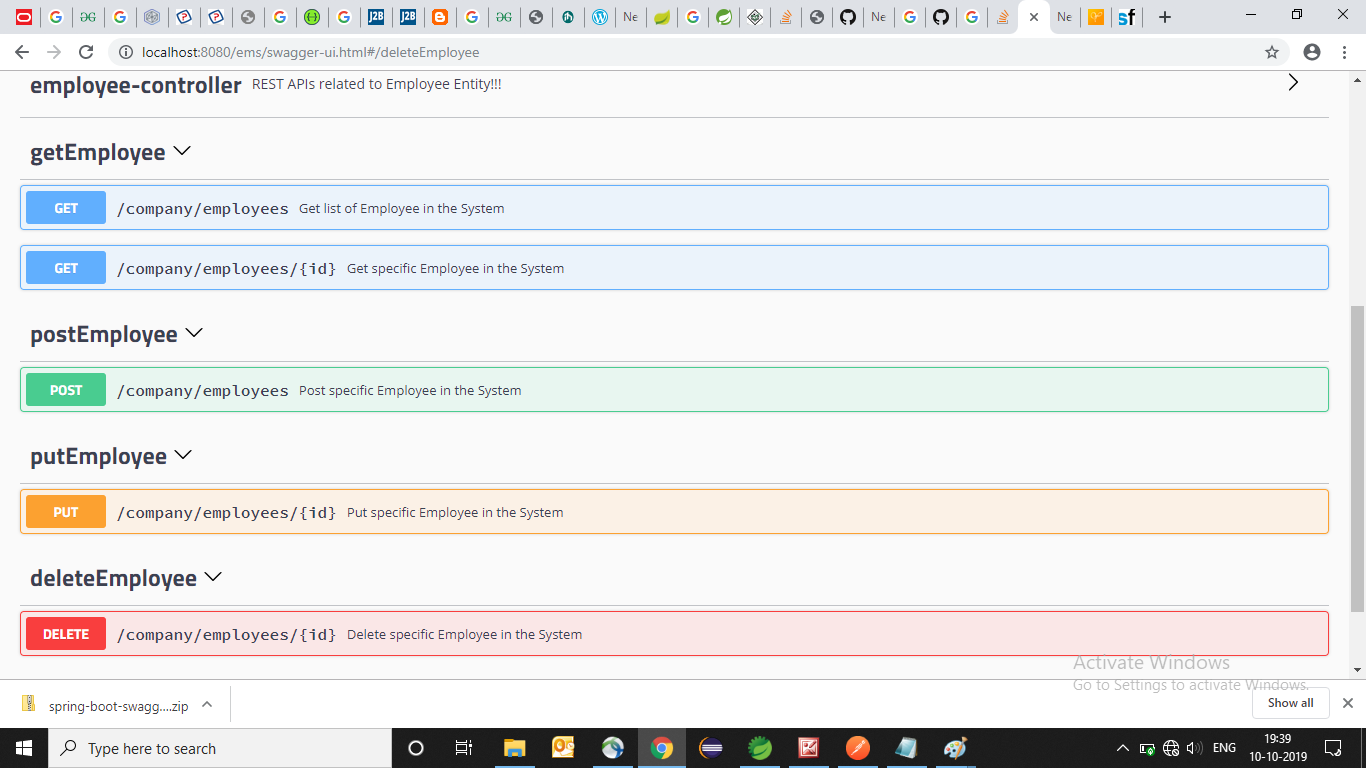 Ne
Ne
Ne
Ne
localhost:8080/ems/swagger-ui.html#/deleteEmployee
employee-controller REST APIs related to Employee Entity!!!
getEmployee
GET /company/employees Get list of Employee in the System
GET /company/employees/{id} Get specific Employee in the System
postEmployee
POST /company/employees Post specific Employee in the System
putEmployee
PUT /company/employees/{id} Put specific Employee in the System
deleteEmployee
DELETE /company/employees/{id} Delete specific Employee in the System
Activate Windows
Go to Settings to activate Windows.
spring-boot-swagg....zip
Show all
Type here to search
ENG
19:39
10-10-2019